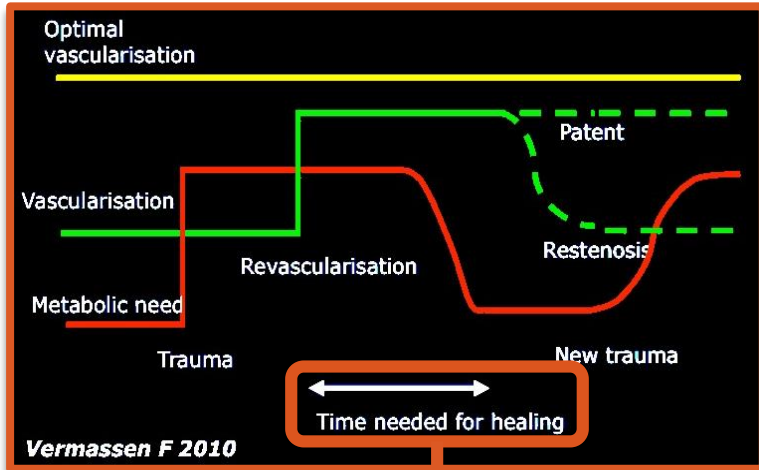 Optimal
vascularisation
Patent
Vascularisation
Revascularisation
Restenosis
Metabolic need
Trauma
New trauma
Time needed for healing
Vermassen F 2010